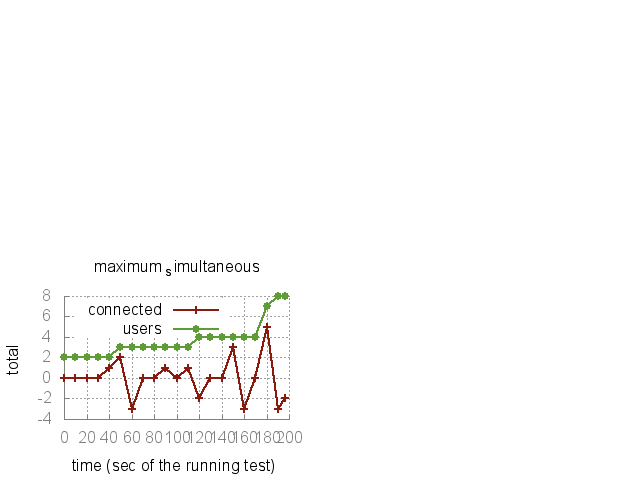 maximum simultaneous
8
connected
6
users
4
2
0
-2
-4
total
0 20 40 60 80 100 120 140 160 180 200
time (sec of the running test)